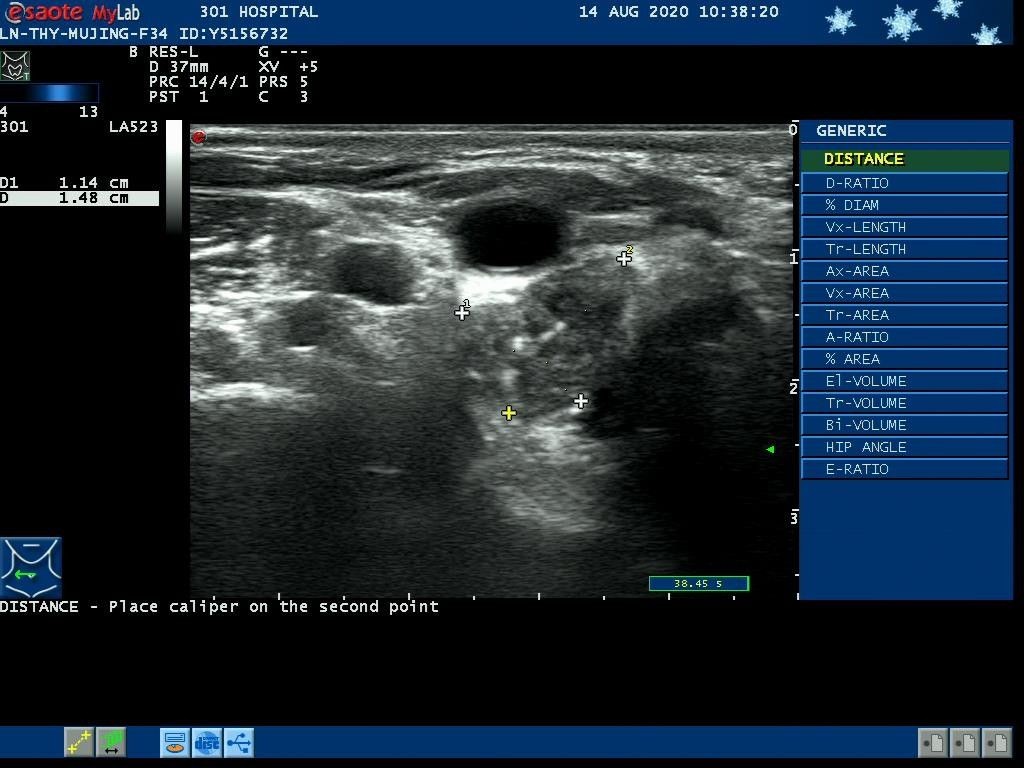 esaote MyLab 301 HOSPITAL 14 AUG 2020 10:38:20
LN-THY-MUJING-F34 ID:Y5156732
B RES-L G ---
D 37mm XV +5
PRC 14/4/1 PRS 5
PST 1 C 3
T
4 13
301 LA523
e
D1 1.14 cm
D 1.48 cm
1
2
0
1
2
3
GENERIC
DISTANCE
D-RATIO
% DIAM
Vx-LENGTH
Tr-LENGTH
Ax-AREA
Vx-AREA
Tr-AREA
A-RATIO
% AREA
El-VOLUME
Tr-VOLUME
Bi-VOLUME
HIP ANGLE
E-RATIO
38.45 s
DISTANCE - Place caliper on the second point
disc